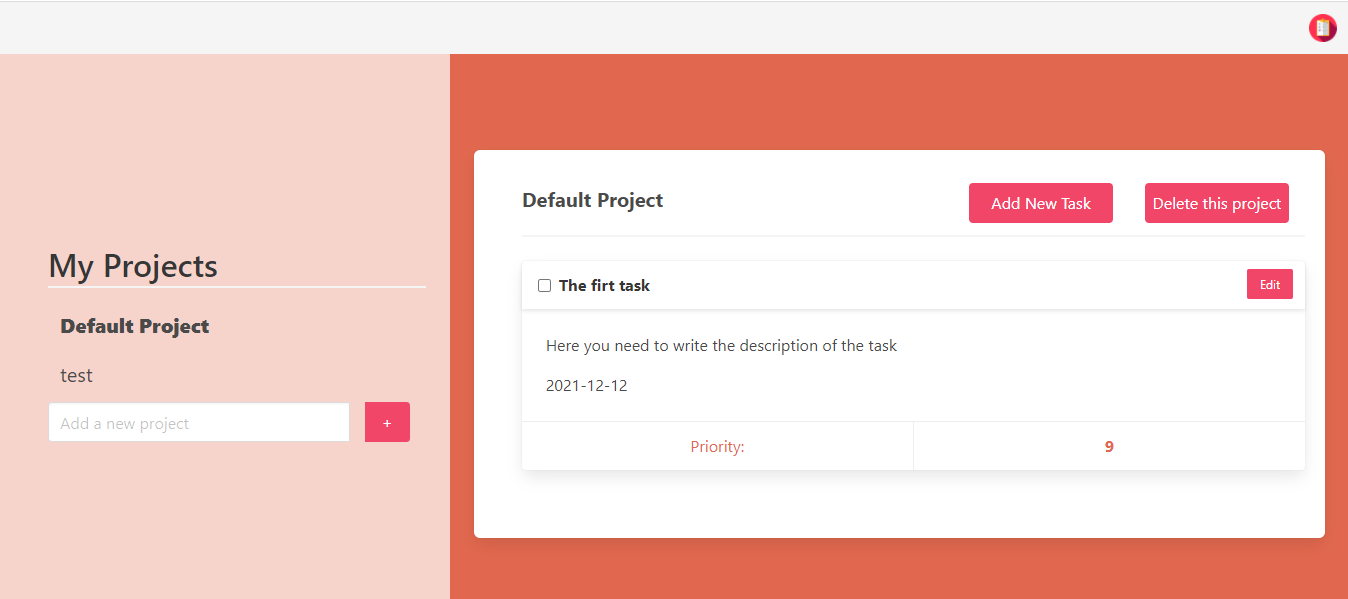 My Projects
Default Project
test
Add a new project
+
Default Project
Add New Task
Delete this project
The firt task
Edit
Here you need to write the description of the task
2021-12-12
Priority:
9